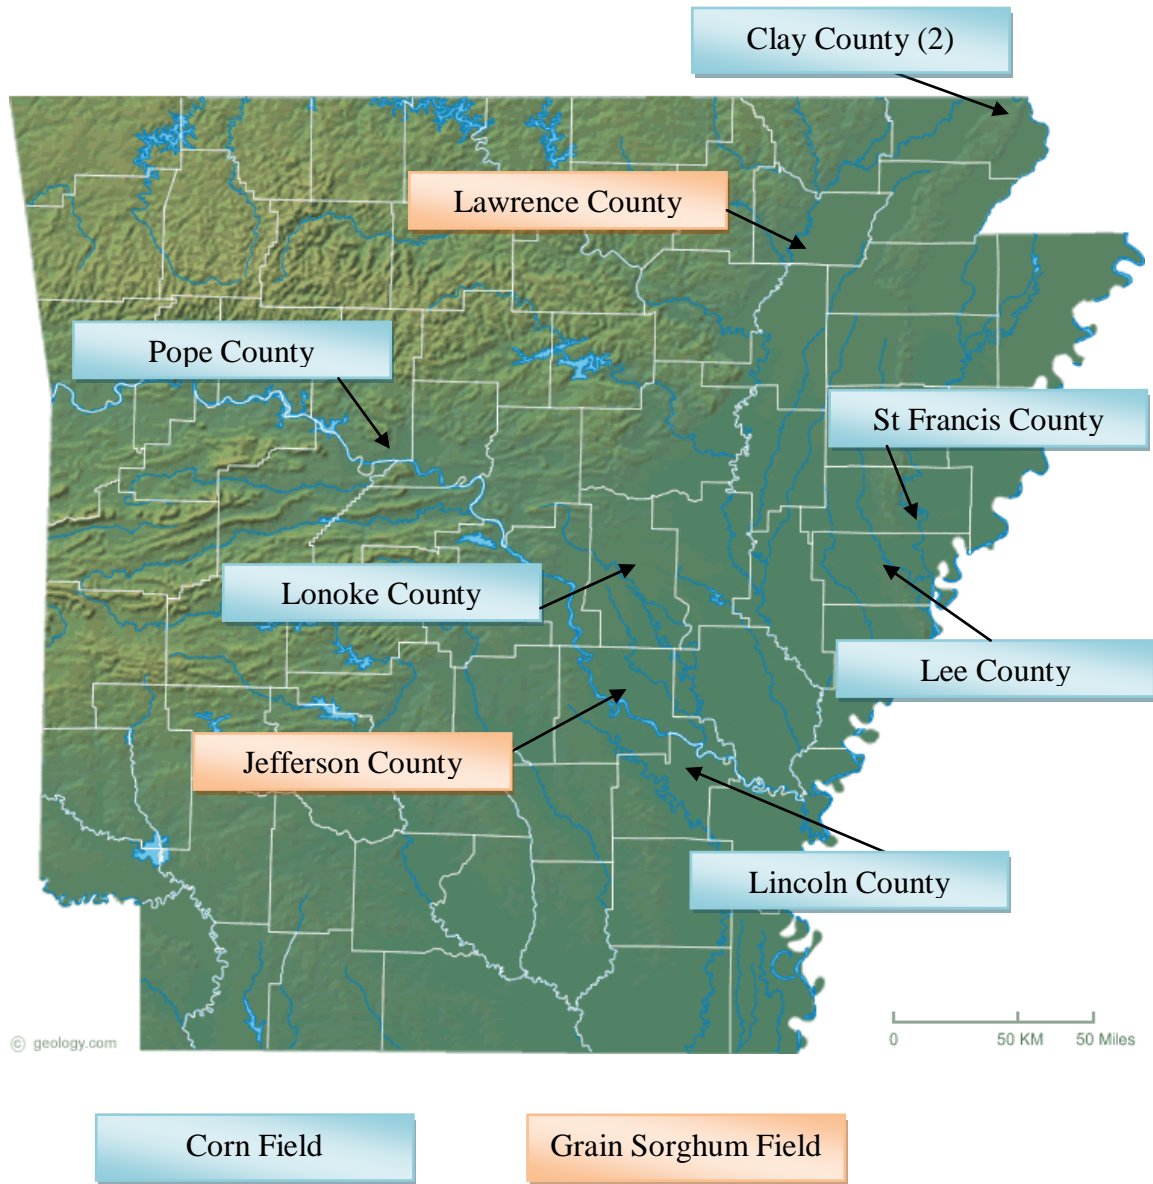 Clay County (2)
Lawrence County
Pope County
St Francis County
Lonoke County
Lee County
Jefferson County
Lincoln County
© geology.com
0 50 KM 50 Miles
Corn Field
Grain Sorghum Field